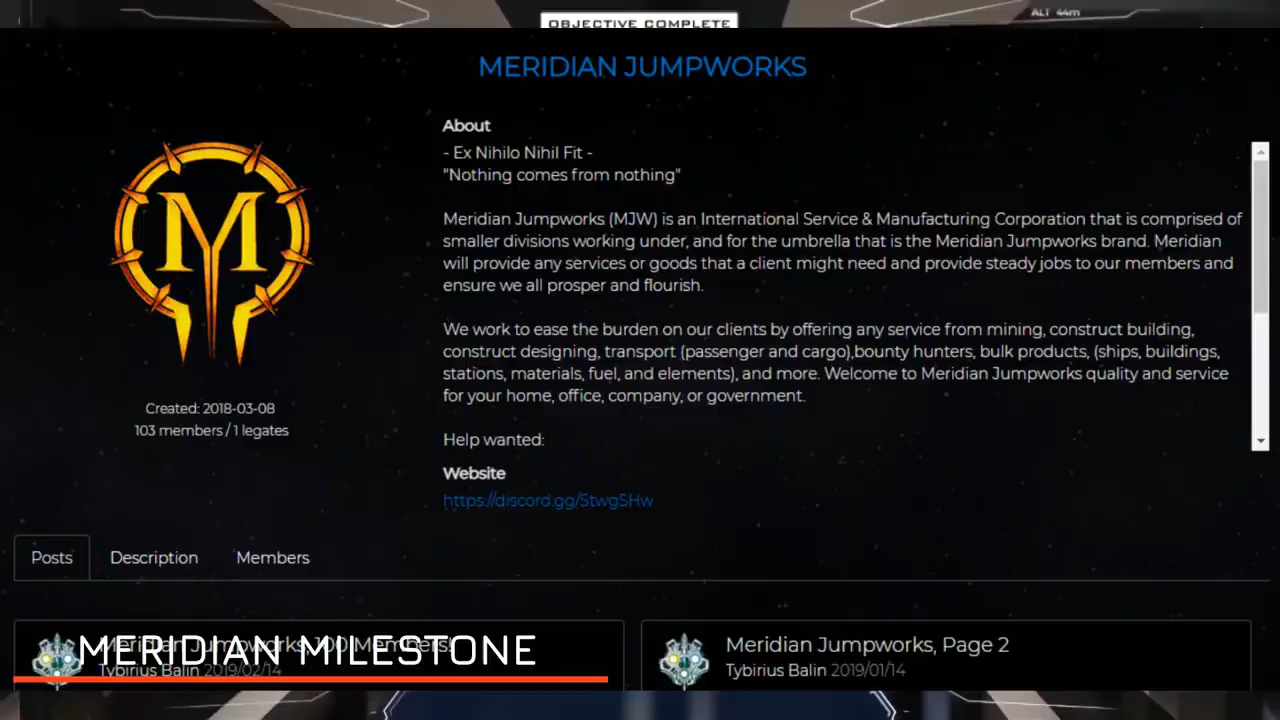 OBJECTIVE COMPLETE
ALT 44m
MERIDIAN JUMPWORKS
M
About
- Ex Nihilo Nihil Fit -
"Nothing comes from nothing"
Meridian Jumpworks (MJW) is an International Service & Manufacturing Corporation that is comprised of
smaller divisions working under, and for the umbrella that is the Meridian Jumpworks brand. Meridian
will provide any services or goods that a client might need and provide steady jobs to our members and
ensure we all prosper and flourish.
We work to ease the burden on our clients by offering any service from mining, construct building,
construct designing, transport (passenger and cargo),bounty hunters, bulk products, (ships, buildings,
stations, materials, fuel, and elements), and more. Welcome to Meridian Jumpworks quality and service
for your home, office, company, or government.
Help wanted:
Website
https://discord.gg/StwgSHw
Created: 2018-03-08
103 members / 1 legates
Posts
Description
Members
Meridian Jumpworks, 100 Members!
Tybirius Balin 2019/02/14
MERIDIAN MILESTONE
Meridian Jumpworks, Page 2
Tybirius Balin 2019/01/14